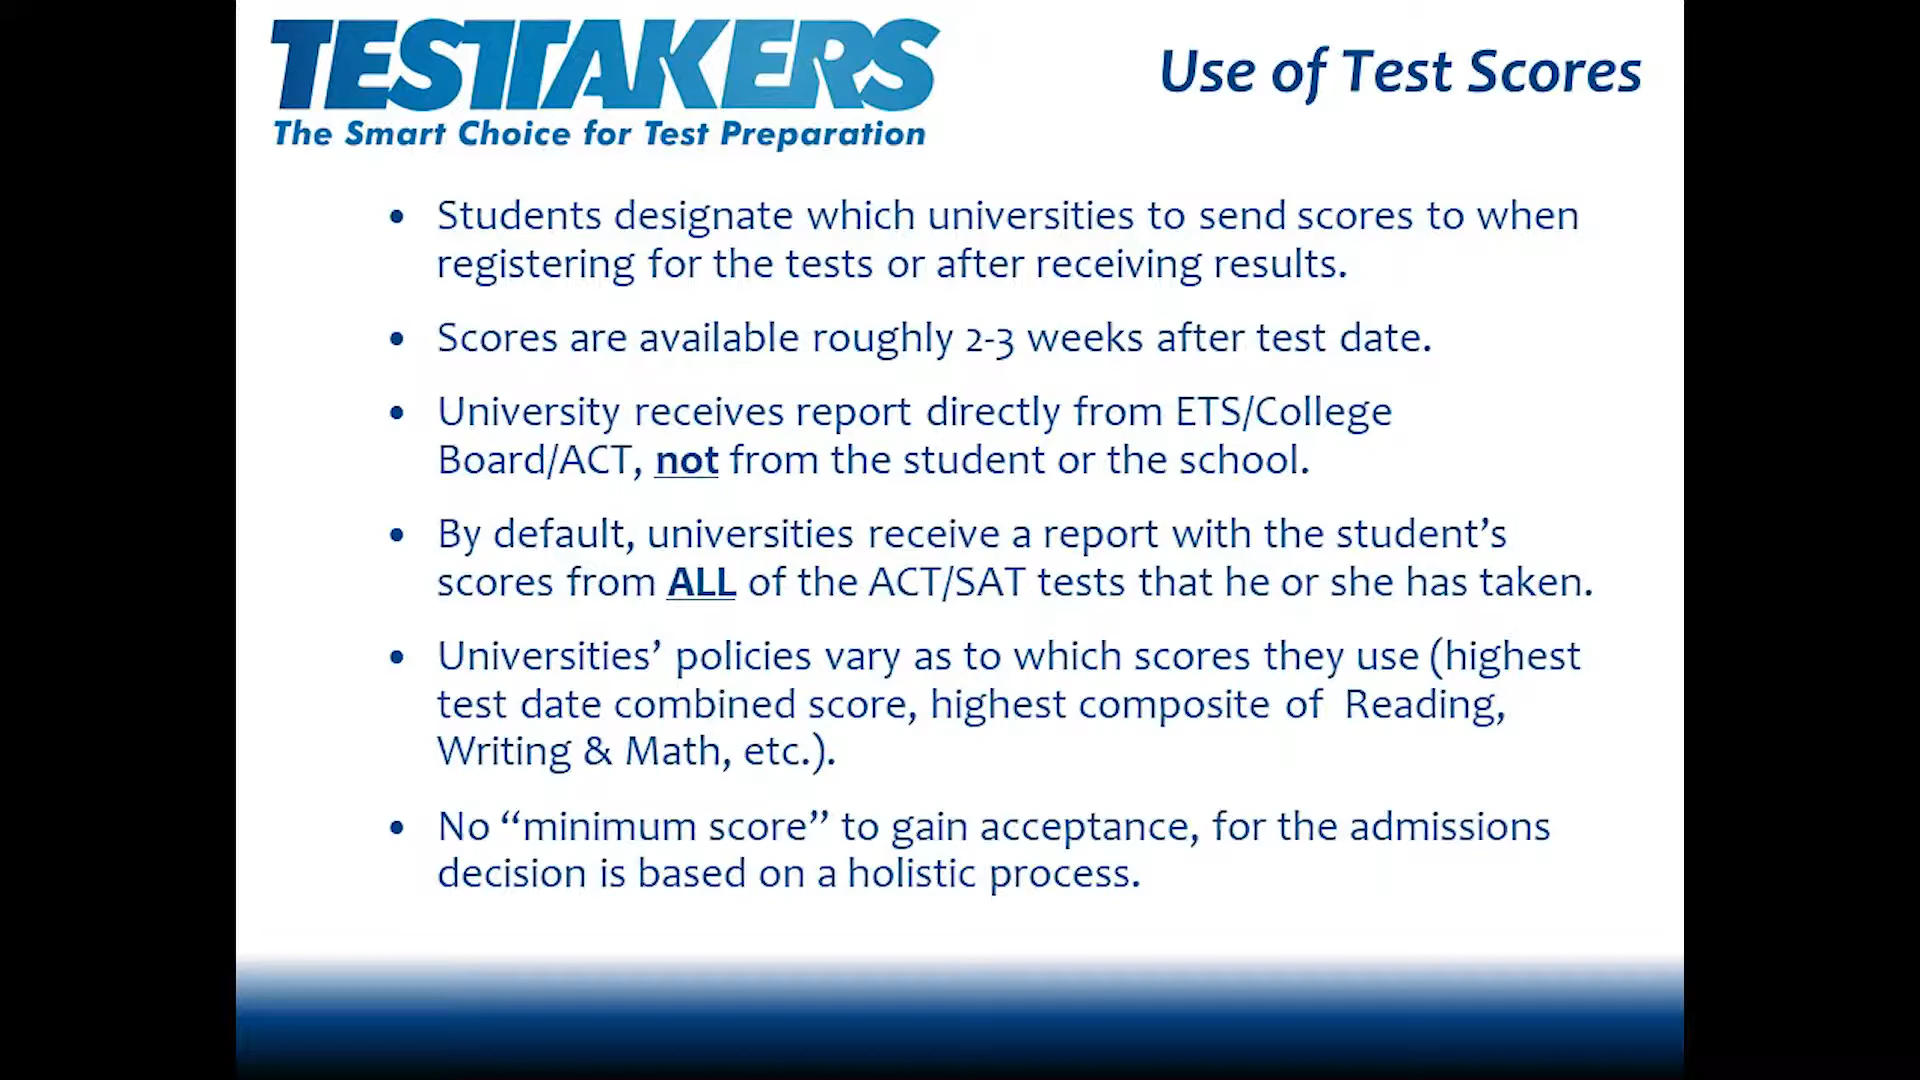 TESTTAKERS
The Smart Choice for Test Preparation
Use of Test Scores
• Students designate which universities to send scores to when
registering for the tests or after receiving results.
• Scores are available roughly 2-3 weeks after test date.
• University receives report directly from ETS/College
Board/ACT, not from the student or the school.
• By default, universities receive a report with the student’s
scores from ALL of the ACT/SAT tests that he or she has taken.
• Universities’ policies vary as to which scores they use (highest
test date combined score, highest composite of Reading,
Writing & Math, etc.).
• No “minimum score” to gain acceptance, for the admissions
decision is based on a holistic process.